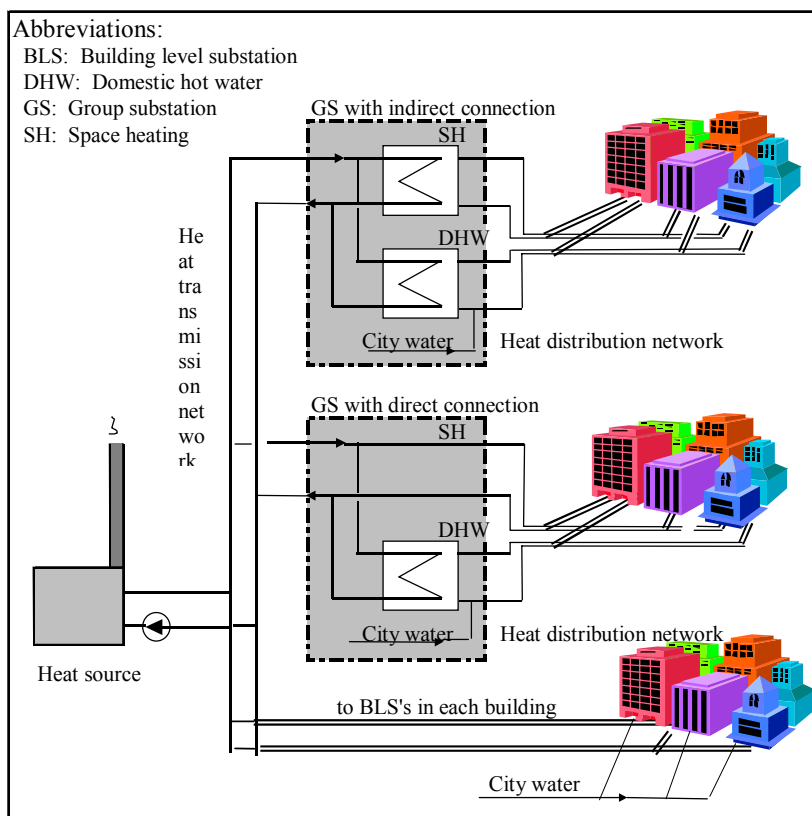 Abbreviations:
BLS: Building level substation
DHW: Domestic hot water
GS: Group substation
SH: Space heating
GS with indirect connection
SH
DHW
City water
Heat distribution network
He
at
tra
ns
mi
ssi
on
net
wo
rk
GS with direct connection
SH
DHW
City water
Heat distribution network
Heat source
to BLS's in each building
City water